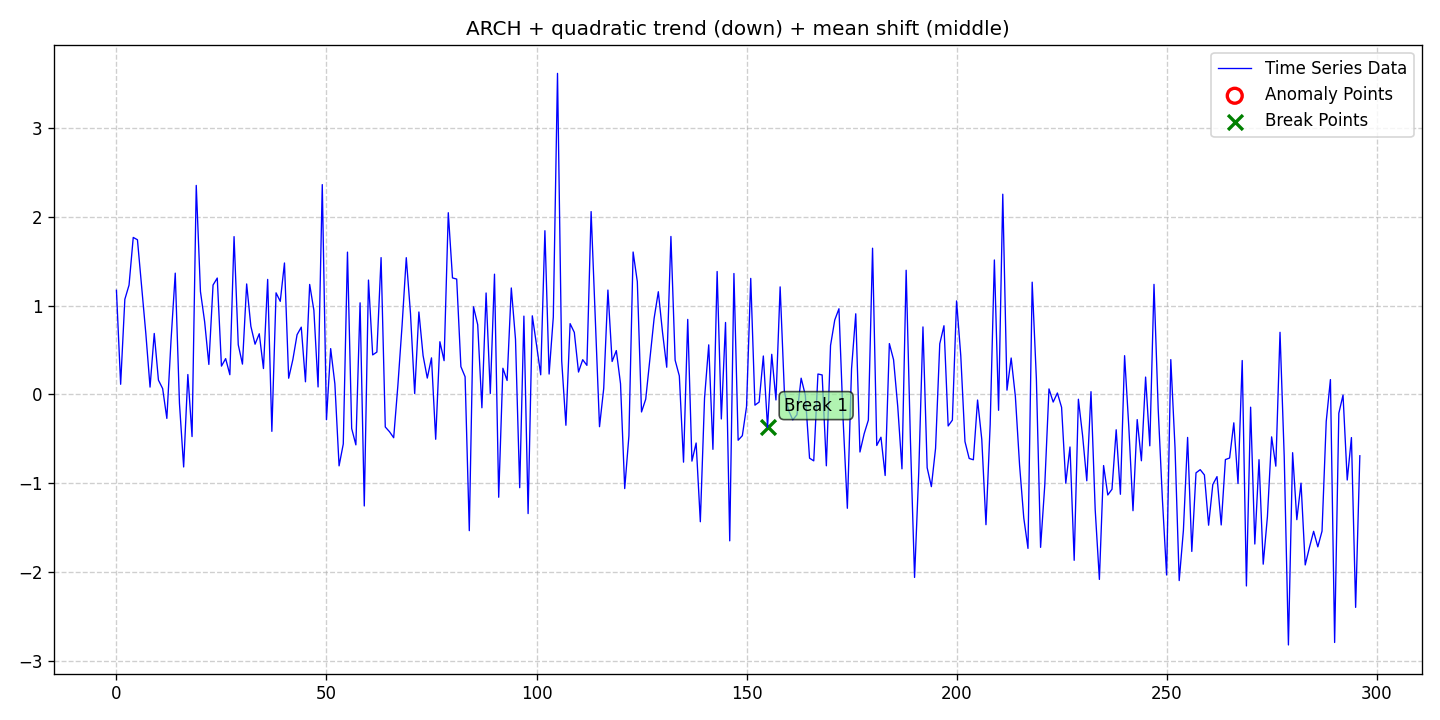 ARCH + quadratic trend (down) + mean shift (middle)
Time Series Data
Anomaly Points
Break Points
3
2
1
0
−1
−2
−3
Break 1
0
50
100
150
200
250
300